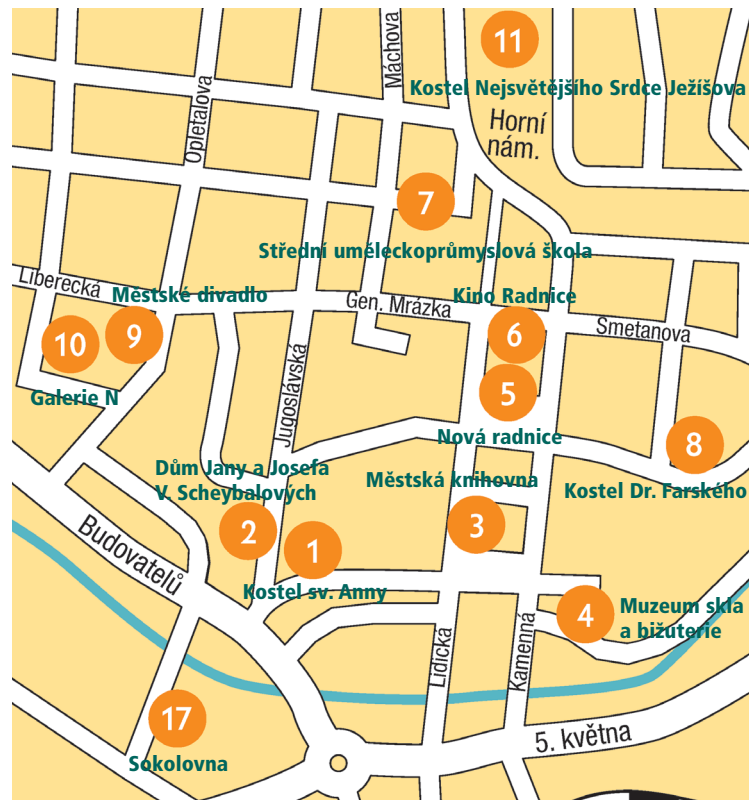 11
Kostel Nejsvětějšího Srdce Ježíšova
Máchova
Horní
nám.
Opletalova
7
Střední uměleckoprůmyslová škola
Liberecká
Městské divadlo
Gen. Mrázka
Kino Radnice
Smetanova
10
9
6
Galerie N
Jugoslávská
5
Nová radnice
8
Kostel Dr. Farského
Dům Jany a Josefa
V. Scheybalových
Městská knihovna
2
1
3
Kostel sv. Anny
Budovatelů
4
Muzeum skla
a bižuterie
Lidická
Kamenná
17
Sokolovna
5. května